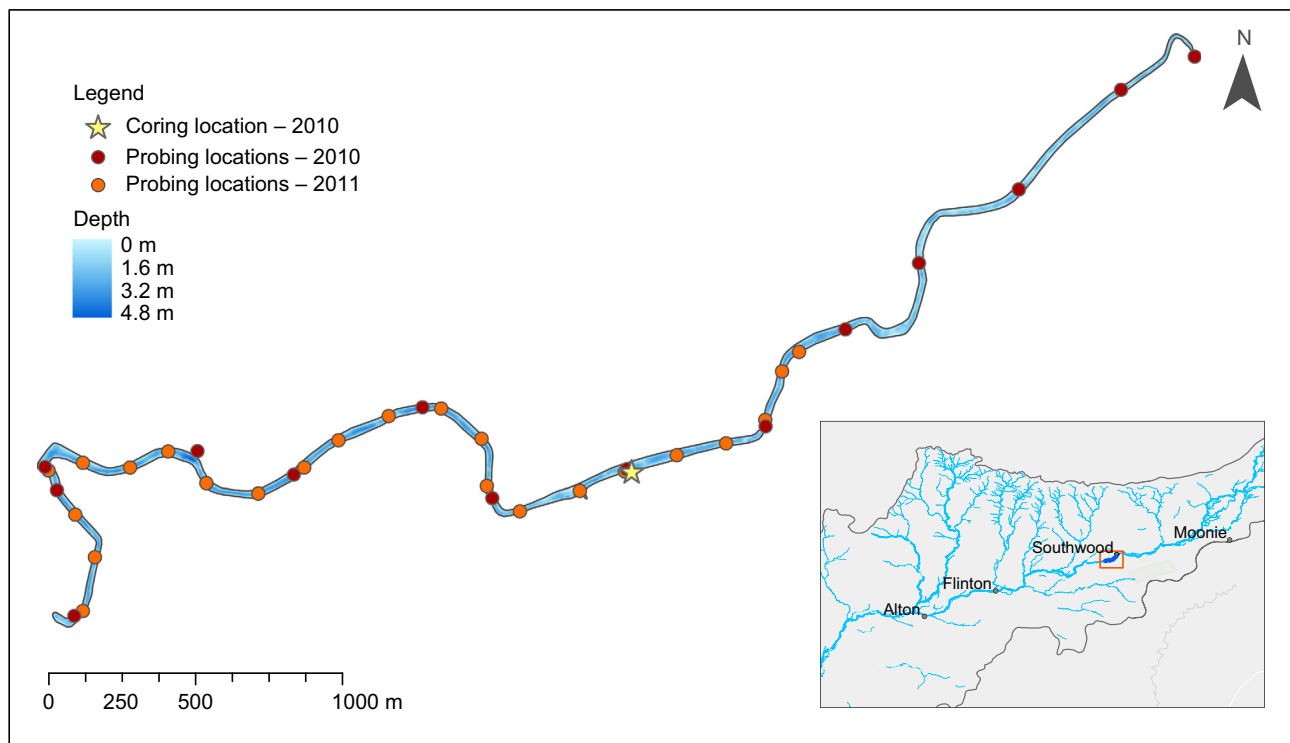 N
Legend
Coring location – 2010
Probing locations – 2010
Probing locations – 2011
Depth
0 m
1.6 m
3.2 m
4.8 m
0 250 500 1000 m
Southwood
Moonie
Flinton
Alton